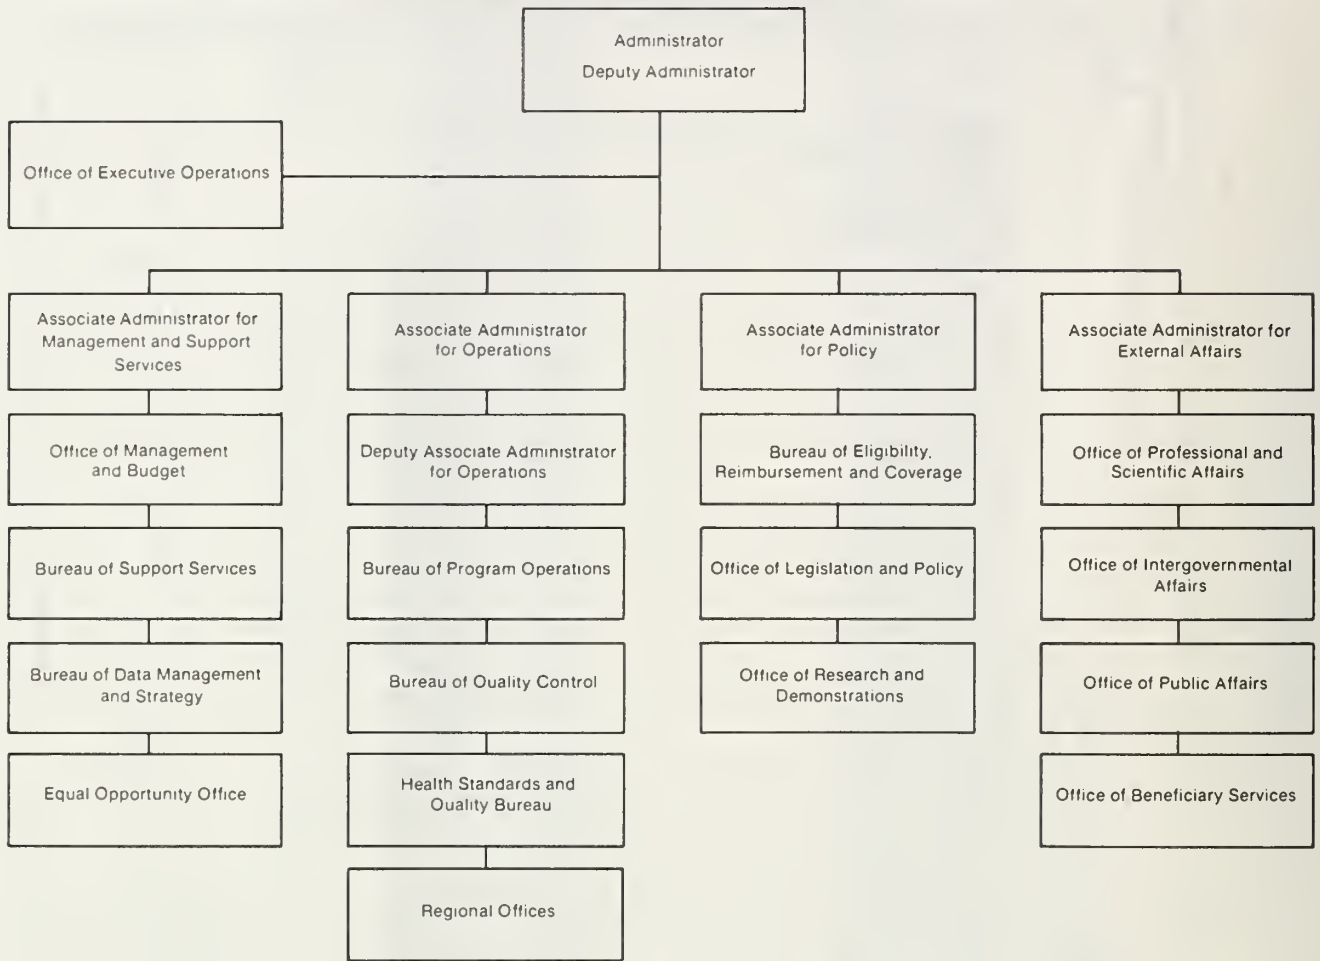 Administrator
Deputy Administrator
Office of Executive Operations
Associate Administrator for
Management and Support
Services
Office of Management
and Budget
Bureau of Support Services
Bureau of Data Management
and Strategy
Equal Opportunity Office
Associate Administrator
for Operations
Deputy Associate Administrator
for Operations
Bureau of Program Operations
Bureau of Quality Control
Health Standards and
Quality Bureau
Regional Offices
Associate Administrator
for Policy
Bureau of Eligibility,
Reimbursement and Coverage
Office of Legislation and Policy
Office of Research and
Demonstrations
Associate Administrator for
External Affairs
Office of Professional and
Scientific Affairs
Office of Intergovernmental
Affairs
Office of Public Affairs
Office of Beneficiary Services